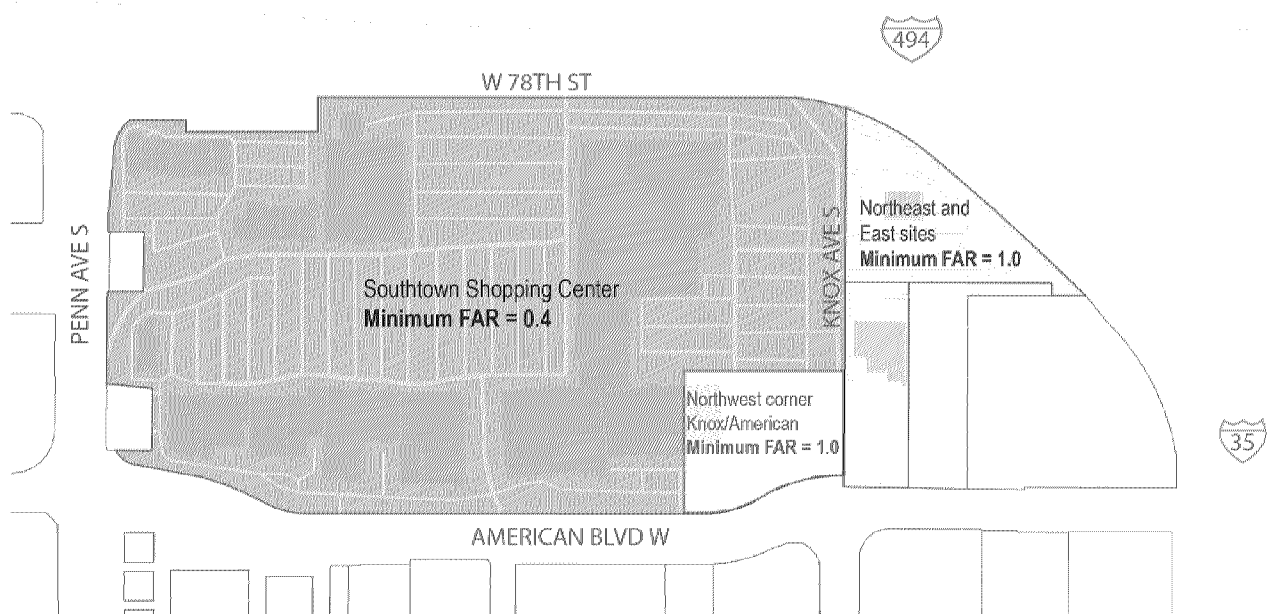 494
W 78TH ST
PENN AVE S
KNOX AVE S
Northeast and
East sites
Minimum FAR = 1.0
Southtown Shopping Center
Minimum FAR = 0.4
Northwest corner
Knox/American
Minimum FAR = 1.0
35
AMERICAN BLVD W